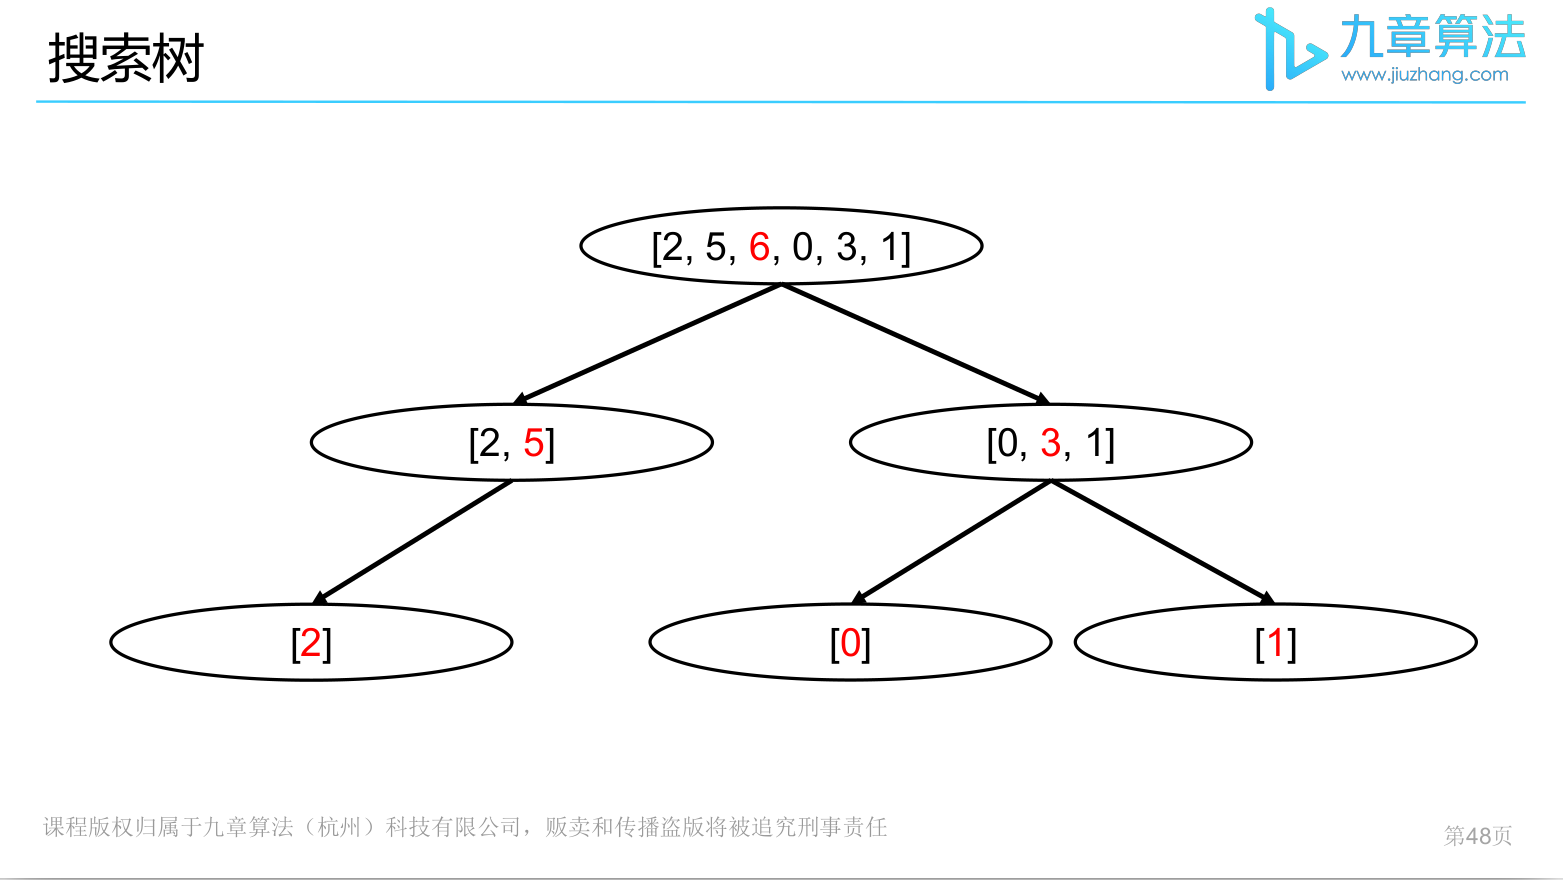 搜索树
九章算法
www.jiuzhang.com
[2, 5, 6, 0, 3, 1]
[2, 5]
[0, 3, 1]
[2]
[0]
[1]
课程版权归属于九章算法（杭州）科技有限公司，贩卖和传播盗版将被追究刑事责任
第48页